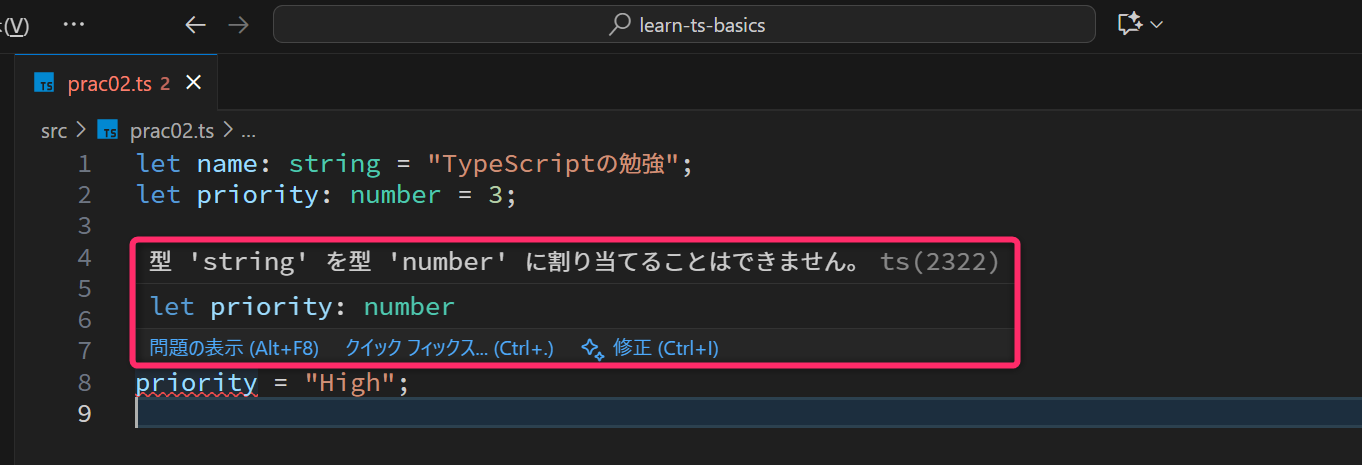 (V) ...
learn-ts-basics
TS prac02.ts 2
src > TS prac02.ts > ...
1 let name: string = "TypeScriptの勉強";
2 let priority: number = 3;
3
4 型 'string' を型 'number' に割り当てることはできません。 ts(2322)
5
6 let priority: number
7 問題の表示 (Alt+F8) クイック フィックス... (Ctrl+.) 修正 (Ctrl+I)
8 priority = "High";
9